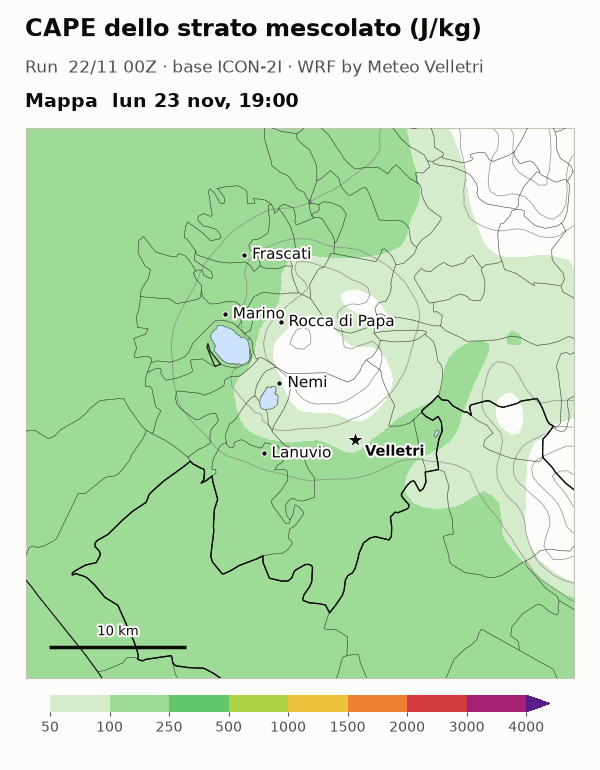 CAPE dello strato mescolato (J/kg)
Run  22/11 00Z · base ICON-2I · WRF by Meteo Velletri
Mappa  lun 23 nov, 19:00
Frascati
Marino
Rocca di Papa
Nemi
Velletri
Lanuvio
10 km
50 100 250 500 1000 1500 2000 3000 4000